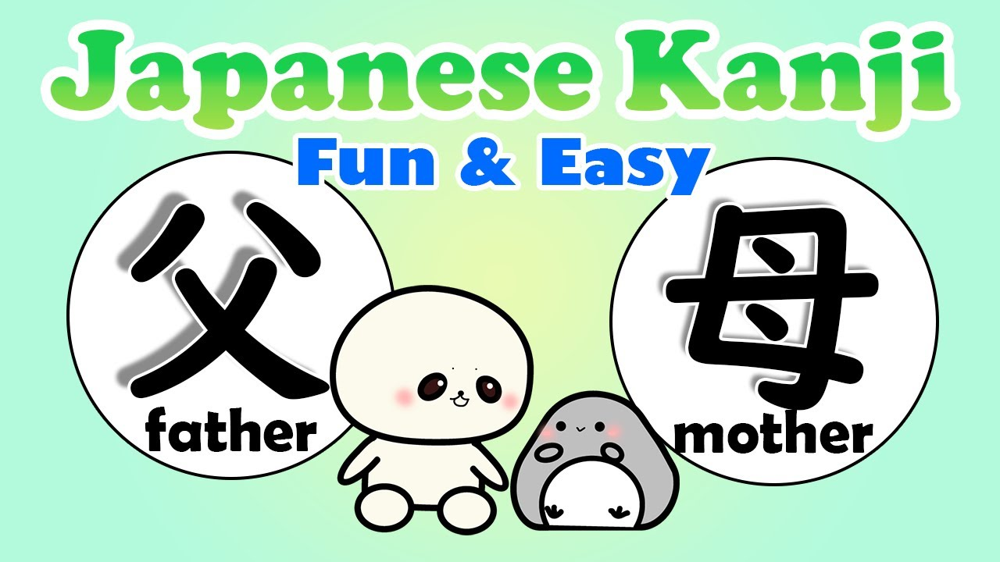 Japanese Kanji
Fun & Easy
父
father
母
mother